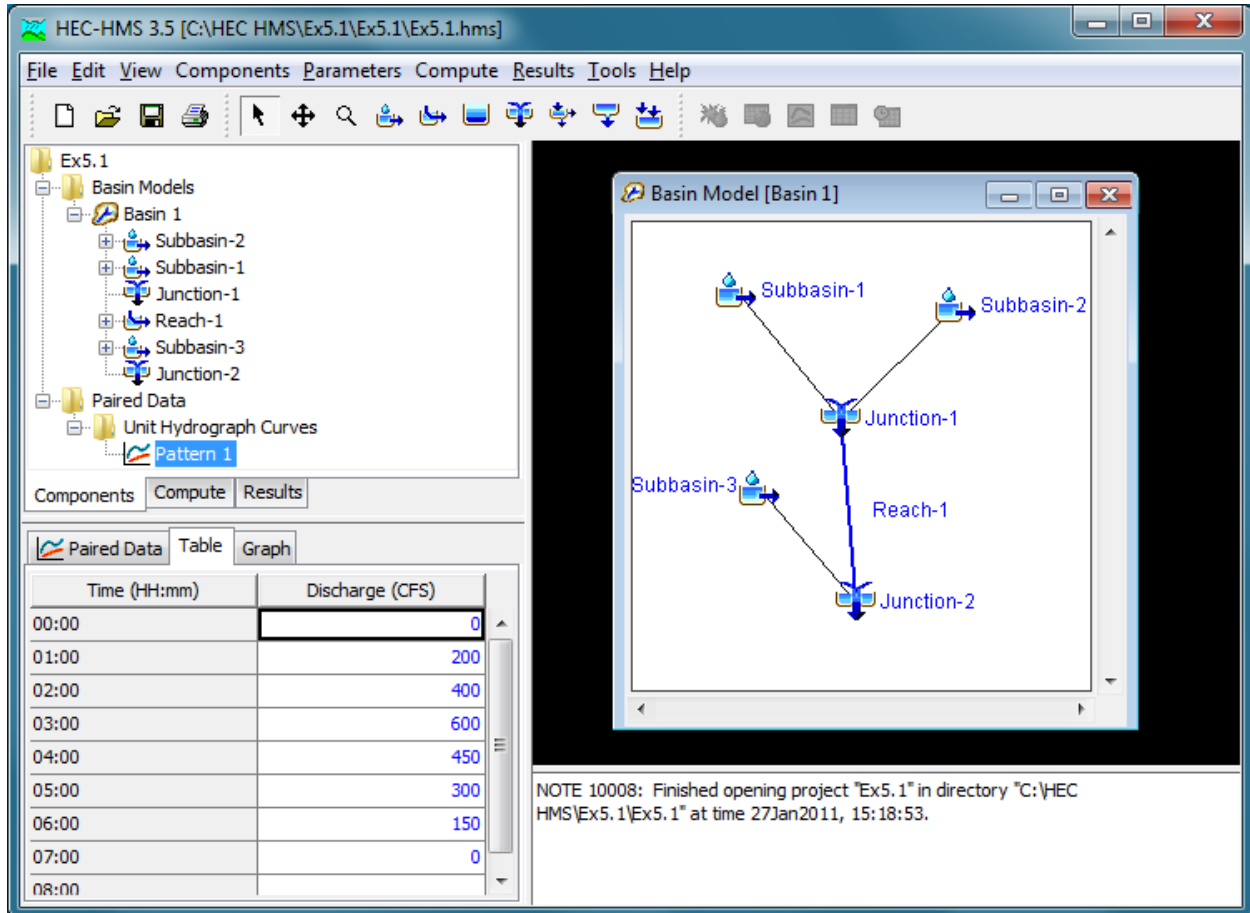 HEC-HMS 3.5 [C:\HEC HMS\Ex5.1\Ex5.1\Ex5.1.hms]
File Edit View Components Parameters Compute Results Tools Help
Ex5.1
Basin Models
Basin 1
Subbasin-2
Subbasin-1
Junction-1
Reach-1
Subbasin-3
Junction-2
Paired Data
Unit Hydrograph Curves
Pattern 1
Components Compute Results
Paired Data Table Graph
Time (HH:mm) Discharge (CFS)
00:00 0
01:00 200
02:00 400
03:00 600
04:00 450
05:00 300
06:00 150
07:00 0
08:00
Basin Model [Basin 1]
Subbasin-1
Subbasin-2
Junction-1
Subbasin-3
Reach-1
Junction-2
NOTE 10008: Finished opening project "Ex5.1" in directory "C:\HEC
HMS\Ex5.1\Ex5.1" at time 27Jan2011, 15:18:53.